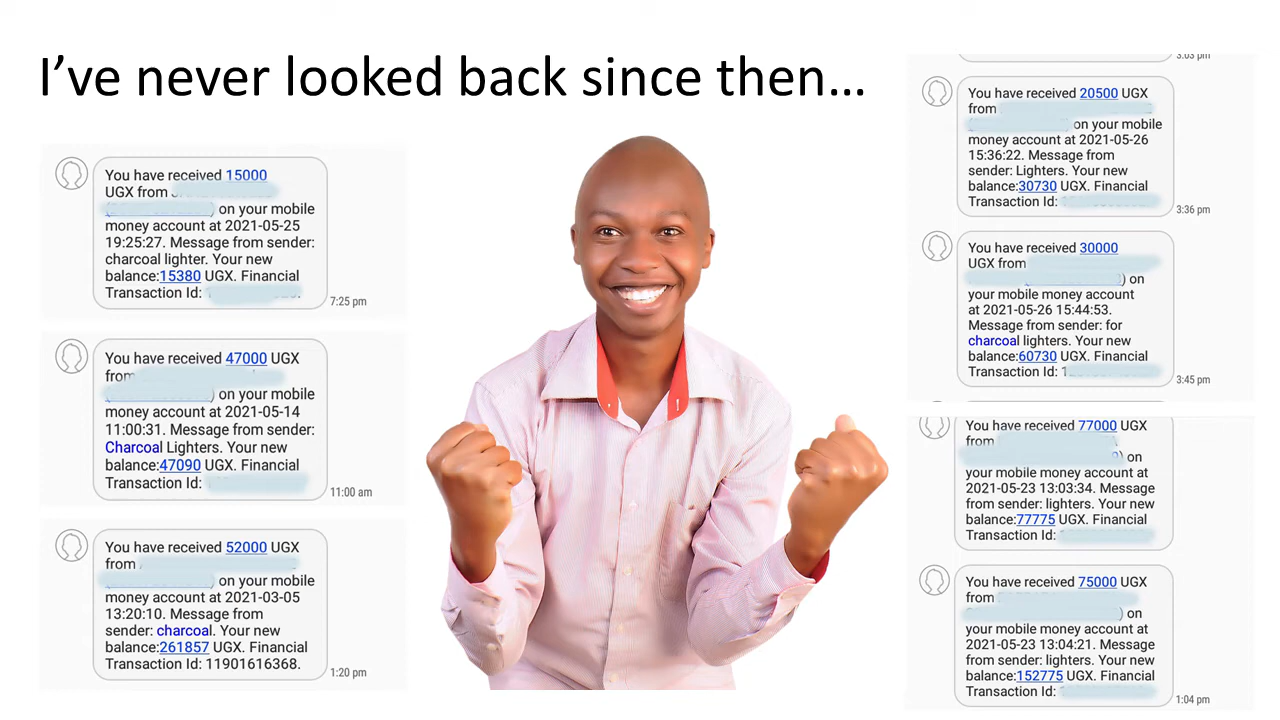 I’ve never looked back since then...
You have received 15000
UGX from
on your mobile
money account at 2021-05-25
19:25:27. Message from sender:
charcoal lighter. Your new
balance:15380 UGX. Financial
Transaction Id:
7:25 pm
You have received 47000 UGX
from
) on your mobile
money account at 2021-05-14
11:00:31. Message from sender:
Charcoal Lighters. Your new
balance:47090 UGX. Financial
Transaction Id:
11:00 am
You have received 52000 UGX
from
) on your mobile
money account at 2021-03-05
13:20:10. Message from
sender: charcoal. Your new
balance:261857 UGX. Financial
Transaction Id: 11901616368.
1:20 pm
3:03 pm
You have received 20500 UGX
from
on your mobile
money account at 2021-05-26
15:36:22. Message from
sender: Lighters. Your new
balance:30730 UGX. Financial
Transaction Id:
3:36 pm
You have received 30000
UGX from
) on
your mobile money account
at 2021-05-26 15:44:53.
Message from sender: for
charcoal lighters. Your new
balance:60730 UGX. Financial
Transaction Id:
3:45 pm
You have received 77000 UGX
from
) on
your mobile money account at
2021-05-23 13:03:34. Message
from sender: lighters. Your new
balance:77775 UGX. Financial
Transaction Id:
You have received 75000 UGX
from
) on
your mobile money account at
2021-05-23 13:04:21. Message
from sender: lighters. Your new
balance:152775 UGX. Financial
Transaction Id:
1:04 pm